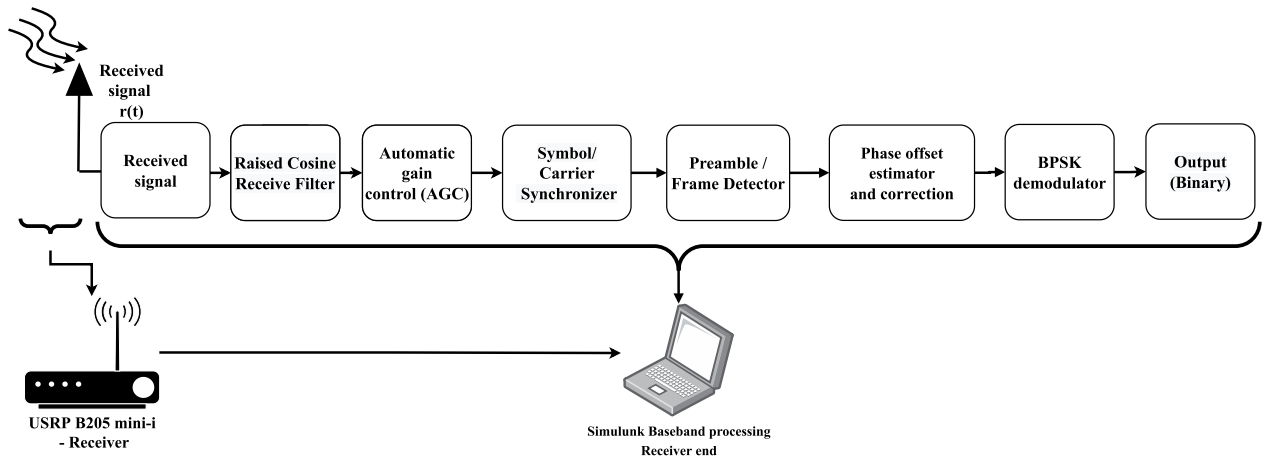 Received
signal
r(t)
Received
signal
Raised Cosine
Receive Filter
Automatic
gain
control (AGC)
Symbol/
Carrier
Synchronizer
Preamble /
Frame Detector
Phase offset
estimator
and correction
BPSK
demodulator
Output
(Binary)
USRP B205 mini-i
- Receiver
Simulunk Baseband processing
Receiver end